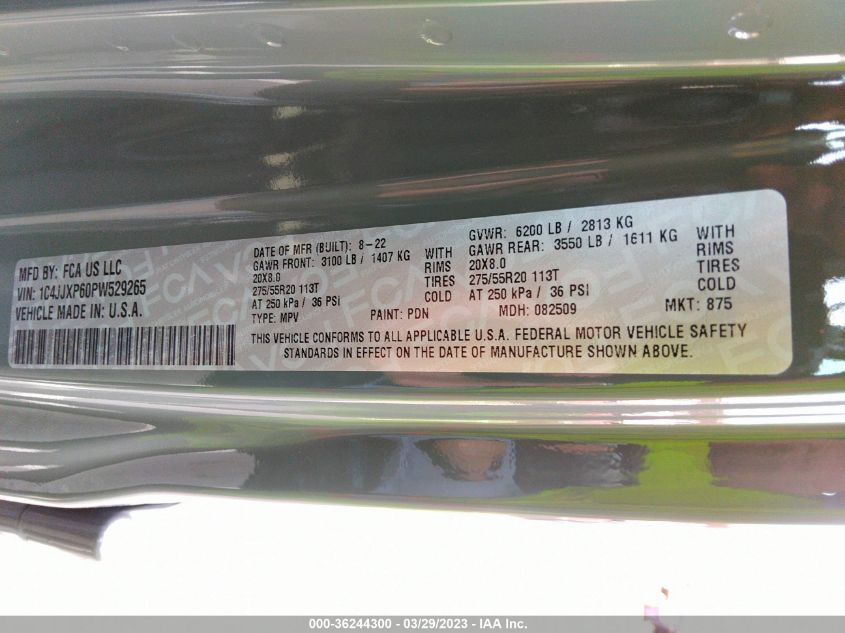 MFD BY: FCA US LLC
VIN: 1C4JJXP60PW529265
VEHICLE MADE IN: U.S.A.
DATE OF MFR (BUILT): 8-22
GAWR FRONT: 3100 LB / 1407 KG WITH
20X8.0 RIMS
275/55R20 113T TIRES
AT 250 kPa / 36 PSI COLD
TYPE: MPV PAINT: PDN
GVWR: 6200 LB / 2813 KG
GAWR REAR: 3550 LB / 1611 KG WITH
20X8.0 RIMS
275/55R20 113T TIRES
AT 250 kPa / 36 PSI COLD
MDH: 082509 MKT: 875
THIS VEHICLE CONFORMS TO ALL APPLICABLE U.S.A. FEDERAL MOTOR VEHICLE SAFETY
STANDARDS IN EFFECT ON THE DATE OF MANUFACTURE SHOWN ABOVE.
000-36244300 - 03/29/2023 - IAA Inc.